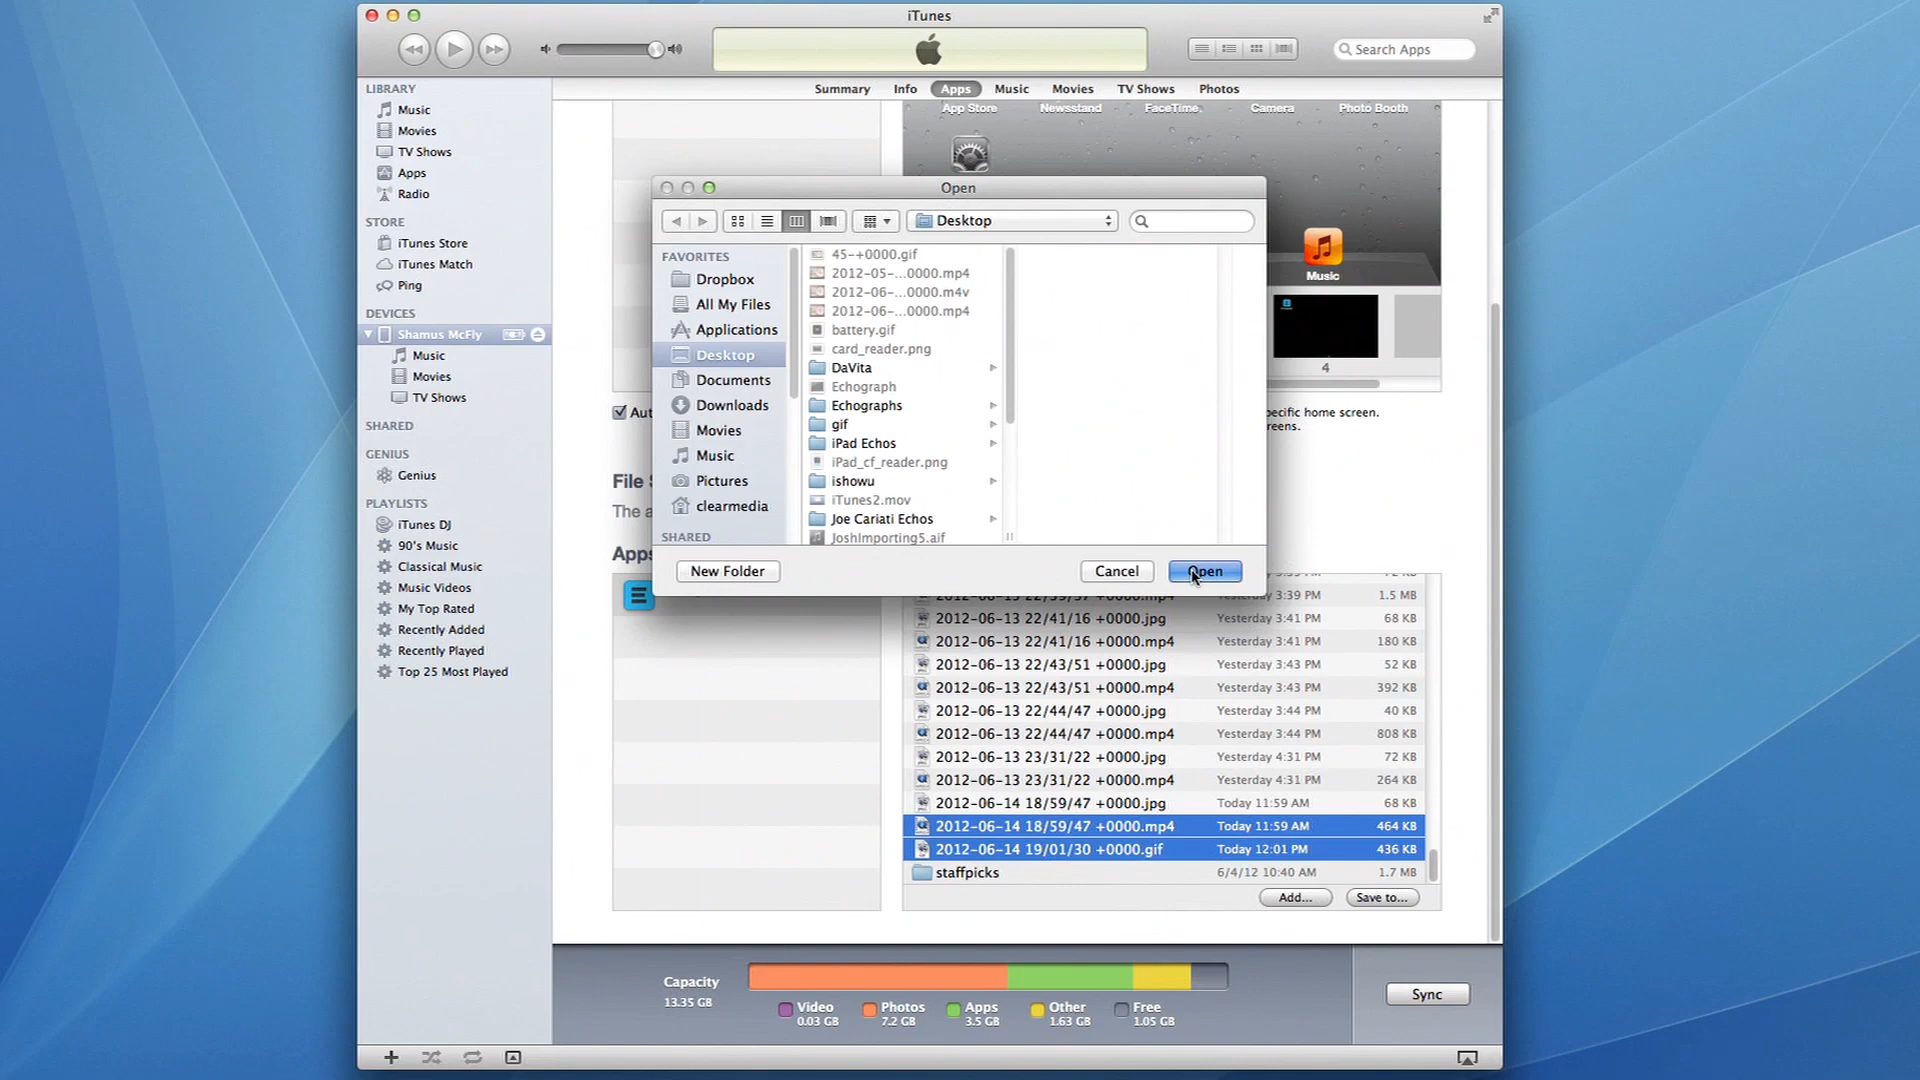 iTunes
Search Apps
LIBRARY
Music
Movies
TV Shows
Apps
Radio
STORE
iTunes Store
iTunes Match
Ping
DEVICES
Shamus McFly
Music
Movies
TV Shows
SHARED
GENIUS
Genius
PLAYLISTS
iTunes DJ
90's Music
Classical Music
Music Videos
My Top Rated
Recently Added
Recently Played
Top 25 Most Played
Summary Info Apps Music Movies TV Shows Photos
App Store Newsstand FaceTime Camera Photo Booth
Music
4
Aut
ecific home screen.
eens.
File S
The a
Apps
Open
Desktop
FAVORITES
Dropbox
All My Files
Applications
Desktop
Documents
Downloads
Movies
Music
Pictures
clearmedia
SHARED
45-+0000.gif
2012-05-...0000.mp4
2012-06-...0000.m4v
2012-06-...0000.mp4
battery.gif
card_reader.png
DaVita
Echograph
Echographs
gif
iPad Echos
iPad_cf_reader.png
ishowu
iTunes2.mov
Joe Cariati Echos
JoshImporting5.aif
New Folder Cancel Open
Yesterday 3:39 PM 1.5 MB
2012-06-13 22/41/16 +0000.jpg Yesterday 3:41 PM 68 KB
2012-06-13 22/41/16 +0000.mp4 Yesterday 3:41 PM 180 KB
2012-06-13 22/43/51 +0000.jpg Yesterday 3:43 PM 52 KB
2012-06-13 22/43/51 +0000.mp4 Yesterday 3:43 PM 392 KB
2012-06-13 22/44/47 +0000.jpg Yesterday 3:44 PM 40 KB
2012-06-13 22/44/47 +0000.mp4 Yesterday 3:44 PM 808 KB
2012-06-13 23/31/22 +0000.jpg Yesterday 4:31 PM 72 KB
2012-06-13 23/31/22 +0000.mp4 Yesterday 4:31 PM 264 KB
2012-06-14 18/59/47 +0000.jpg Today 11:59 AM 68 KB
2012-06-14 18/59/47 +0000.mp4 Today 11:59 AM 464 KB
2012-06-14 19/01/30 +0000.gif Today 12:01 PM 436 KB
staffpicks 6/4/12 10:40 AM 1.7 MB
Add... Save to...
Capacity
13.35 GB
Video
0.03 GB
Photos
7.2 GB
Apps
3.5 GB
Other
1.63 GB
Free
1.05 GB
Sync